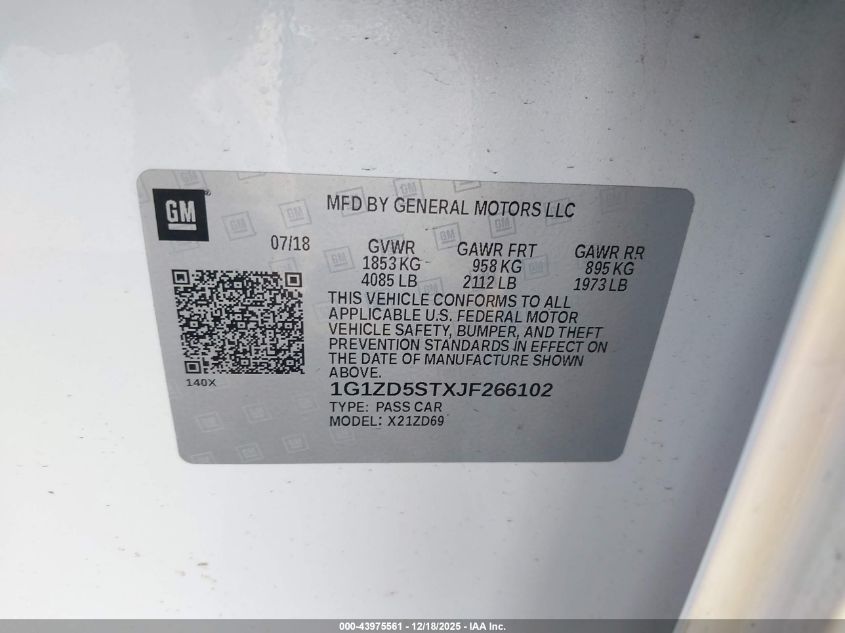 GM
MFD BY GENERAL MOTORS LLC
07/18
GVWR GAWR FRT GAWR RR
1853 KG 958 KG 895 KG
4085 LB 2112 LB 1973 LB
THIS VEHICLE CONFORMS TO ALL
APPLICABLE U.S. FEDERAL MOTOR
VEHICLE SAFETY, BUMPER, AND THEFT
PREVENTION STANDARDS IN EFFECT ON
THE DATE OF MANUFACTURE SHOWN
ABOVE.
140X
1G1ZD5STXJF266102
TYPE: PASS CAR
MODEL: X21ZD69
000-43975561 - 12/18/2025 - IAA Inc.